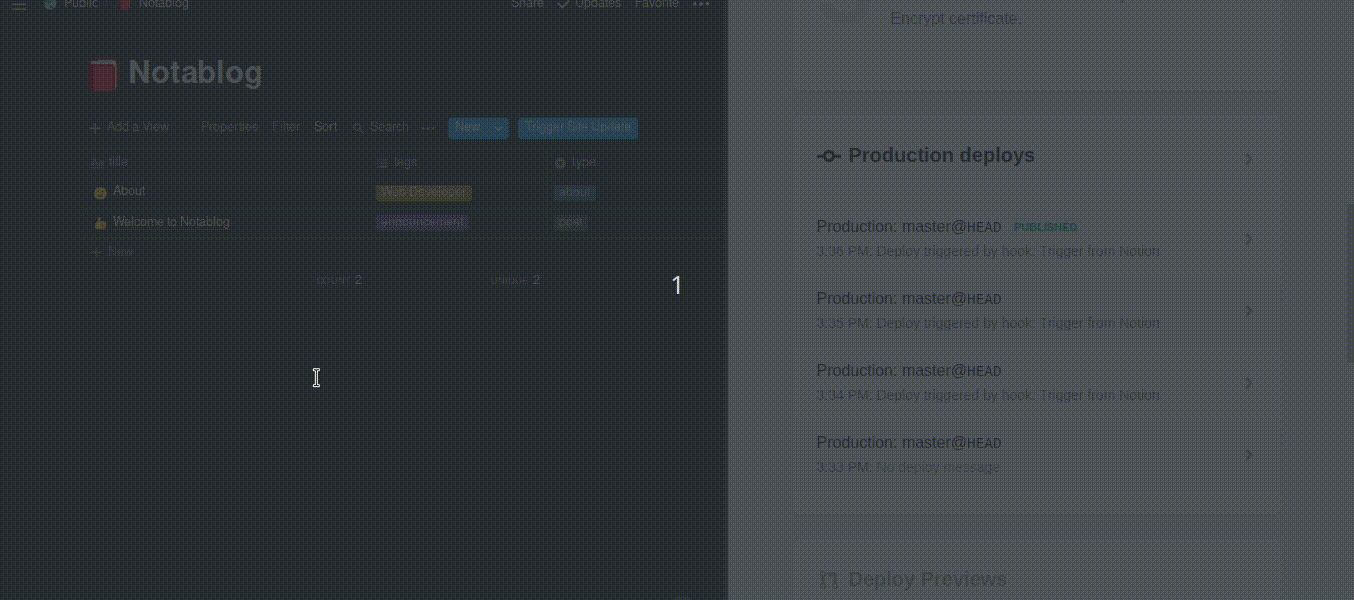 Public Notablog Share Updates Favorite
Notablog
Add a View Properties Filter Sort Search New Trigger Site Update
title tags Type
About Web Developer about
Welcome to Notablog announcement post
New
COUNT 2 UNIQUE 2
1
Encrypt certificate.
Production deploys
Production: master@HEAD PUBLISHED
3:36 PM: Deploy triggered by hook: Trigger from Notion
Production: master@HEAD
3:35 PM: Deploy triggered by hook: Trigger from Notion
Production: master@HEAD
3:34 PM: Deploy triggered by hook: Trigger from Notion
Production: master@HEAD
3:33 PM: No deploy message
Deploy Previews